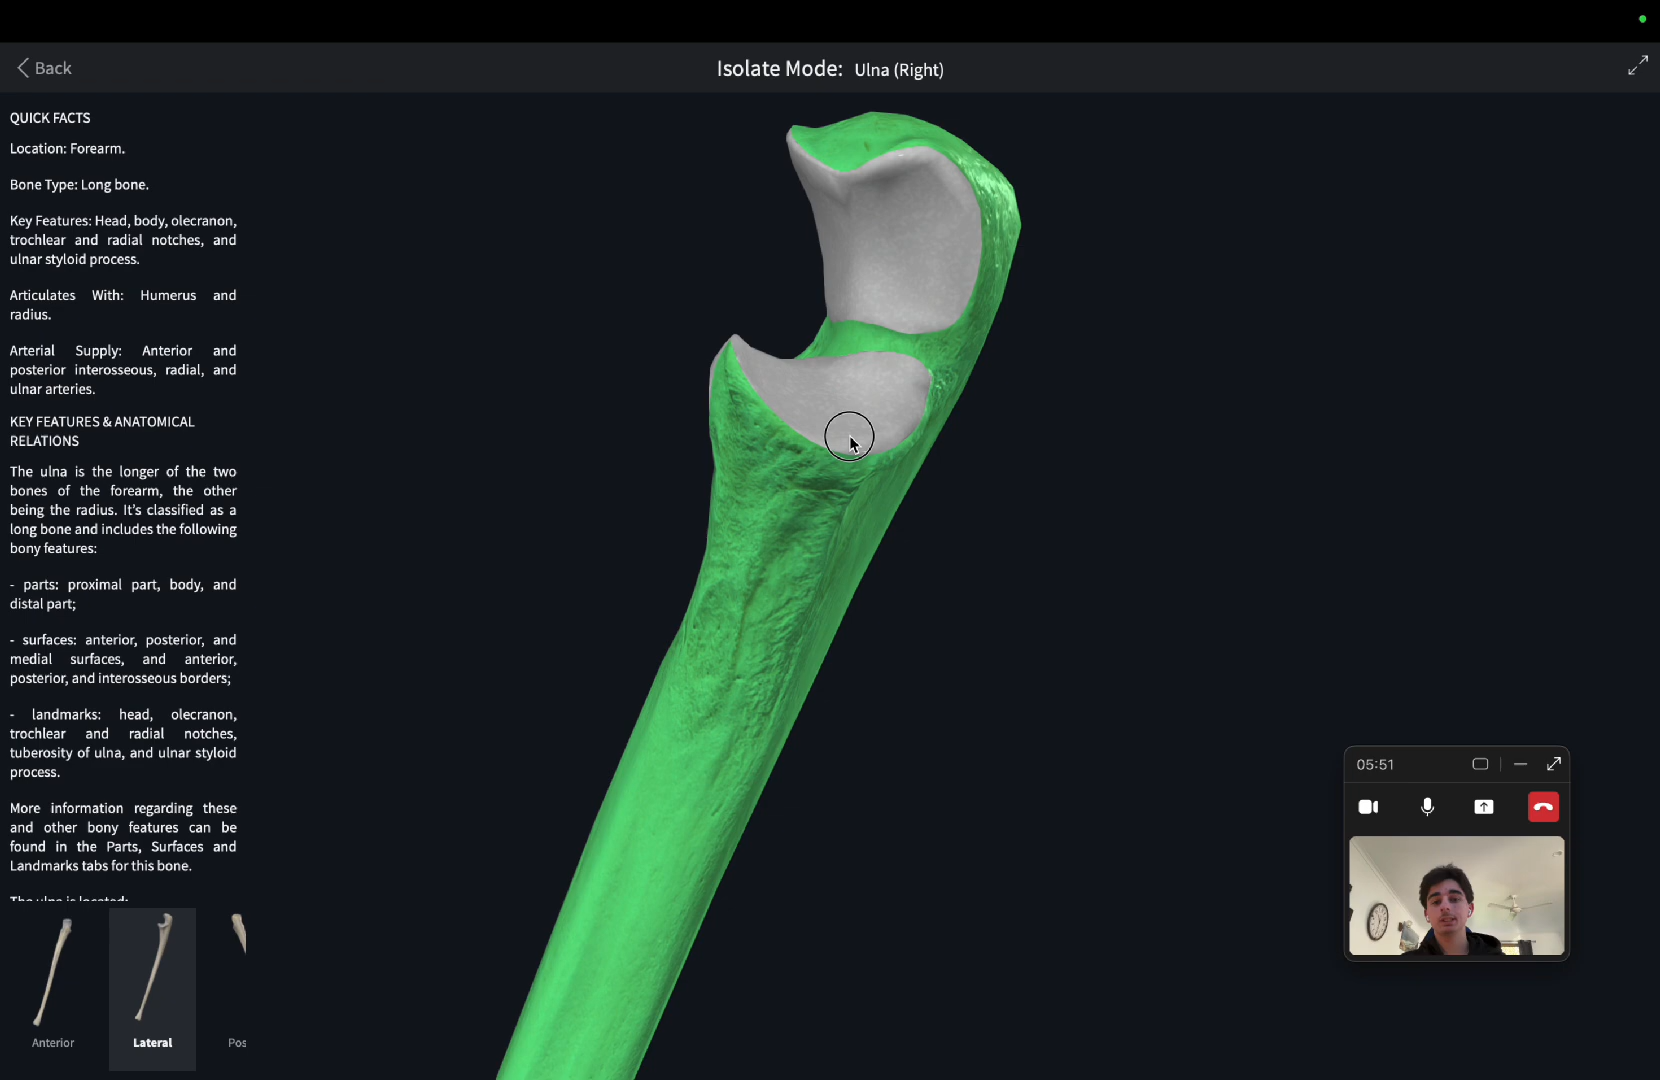 Back
Isolate Mode: Ulna (Right)
QUICK FACTS
Location: Forearm.
Bone Type: Long bone.
Key Features: Head, body, olecranon,
trochlear and radial notches, and
ulnar styloid process.
Articulates With: Humerus and
radius.
Arterial Supply: Anterior and
posterior interosseous, radial, and
ulnar arteries.
KEY FEATURES & ANATOMICAL
RELATIONS
The ulna is the longer of the two
bones of the forearm, the other
being the radius. It's classified as a
long bone and includes the following
bony features:
- parts: proximal part, body, and
distal part;
- surfaces: anterior, posterior, and
medial surfaces, and anterior,
posterior, and interosseous borders;
- landmarks: head, olecranon,
trochlear and radial notches,
tuberosity of ulna, and ulnar styloid
process.
More information regarding these
and other bony features can be
found in the Parts, Surfaces and
Landmarks tabs for this bone.
The ulna is located:
Anterior
Lateral
Pos
05:51